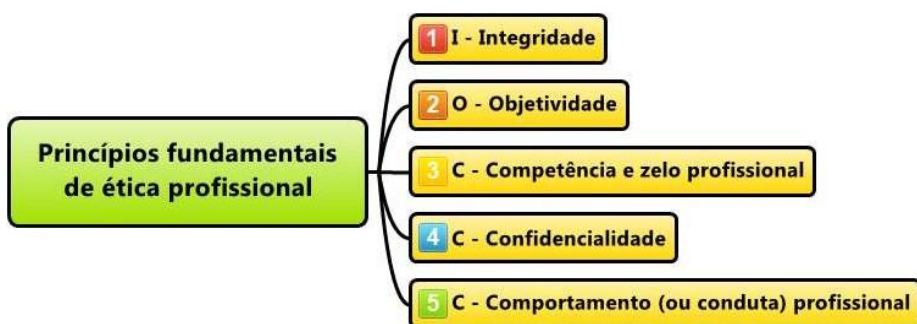 Princípios fundamentais
de ética profissional
1 I - Integridade
2 O - Objetividade
3 C - Competência e zelo profissional
4 C - Confidencialidade
5 C - Comportamento (ou conduta) profissional